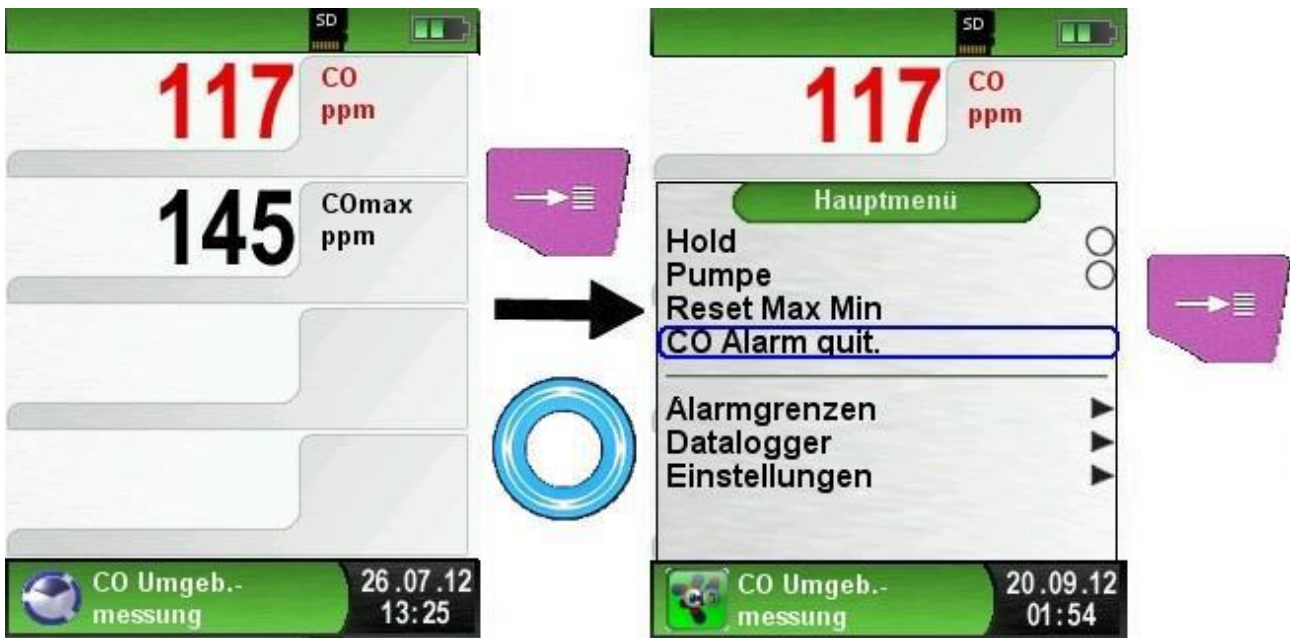 SD
117
CO
ppm
145
COmax
ppm
CO Umgeb.-
messung
26.07.12
13:25
SD
117
CO
ppm
Hauptmenü
Hold
Pumpe
Reset Max Min
CO Alarm quit.
Alarmgrenzen
Datalogger
Einstellungen
CO Umgeb.-
messung
20.09.12
01:54